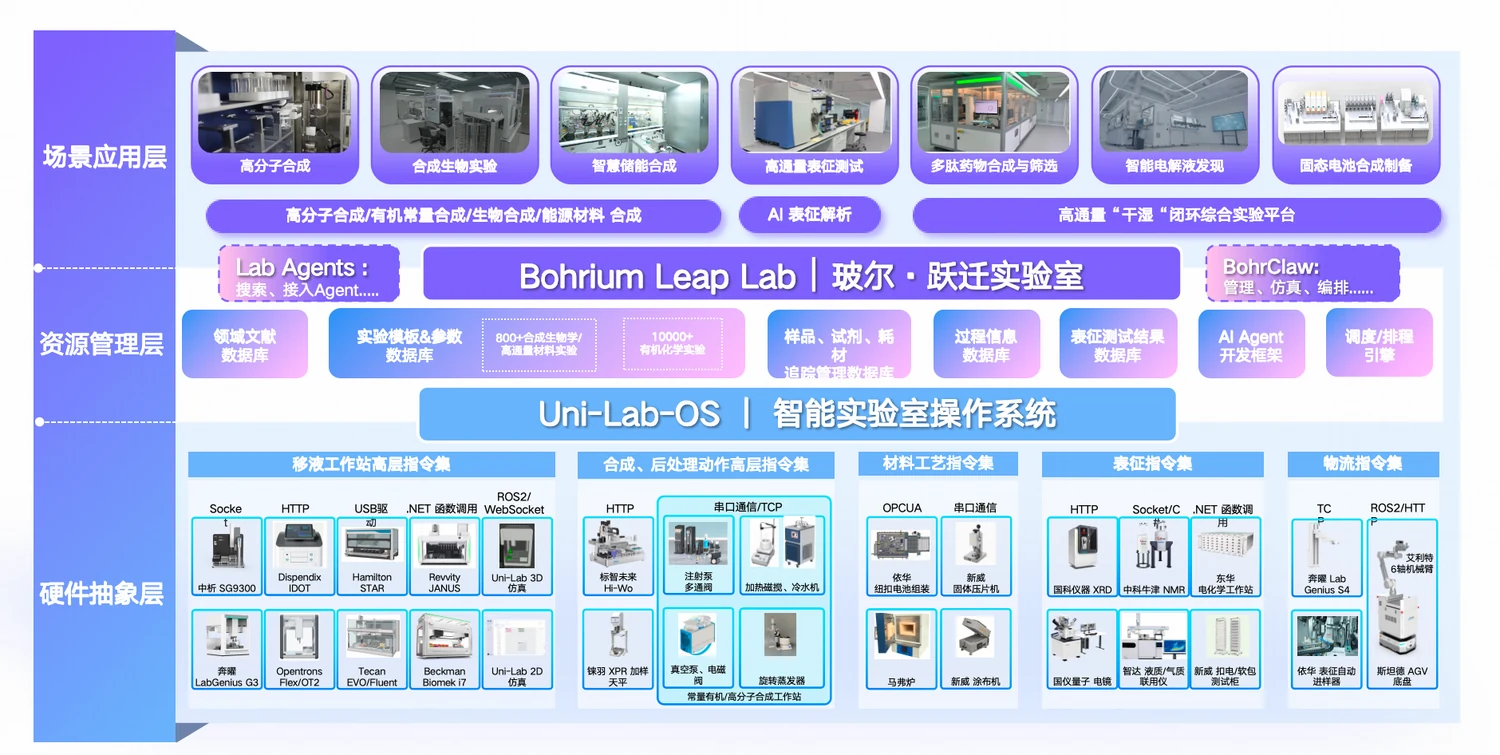 场景应用层
高分子合成
合成生物实验
智慧储能合成
高通量表征测试
多肽药物合成与筛选
智能电解液发现
固态电池合成制备
高分子合成/有机常量合成/生物合成/能源材料 合成
AI 表征解析
高通量“干湿“闭环综合实验平台
Lab Agents：
搜索、接入Agent.....
Bohrium Leap Lab｜玻尔·跃迁实验室
BohrClaw:
管理、仿真、编排......
资源管理层
领域文献
数据库
实验模板&参数
数据库
800+合成生物学/
高通量材料实验
10000+
有机化学实验
样品、试剂、耗
材
追踪管理数据库
过程信息
数据库
表征测试结果
数据库
AI Agent
开发框架
调度/排程
引擎
Uni-Lab-OS ｜ 智能实验室操作系统
硬件抽象层
移液工作站高层指令集
Socke
t
HTTP
USB驱
动
.NET 函数调用
ROS2/
WebSocket
中析 SG9300
Dispendix
IDOT
Hamilton
STAR
Revvity
JANUS
Uni-Lab 3D
仿真
奔曜
LabGenius G3
Opentrons
Flex/OT2
Tecan
EVO/Fluent
Beckman
Biomek i7
Uni-Lab 2D
仿真
合成、后处理动作高层指令集
HTTP
串口通信/TCP
标智未来
Hi-Wo
注射泵
多通阀
加热磁搅、冷水机
铼羽 XPR 加样
天平
真空泵、电磁
阀
旋转蒸发器
常量有机/高分子合成工作站
材料工艺指令集
OPCUA
串口通信
依华
纽扣电池组装
新威
固体压片机
马弗炉
新威 涂布机
表征指令集
HTTP
Socket/C
.NET 函数调
用
国科仪器 XRD
中科牛津 NMR
东华
电化学工作站
国仪量子 电镜
智达 液质/气质
联用仪
新威 扣电/软包
测试柜
物流指令集
TC
P
ROS2/HTT
P
奔曜 Lab
Genius S4
艾利特
6轴机械臂
依华 表征自动
进样器
斯坦德 AGV
底盘